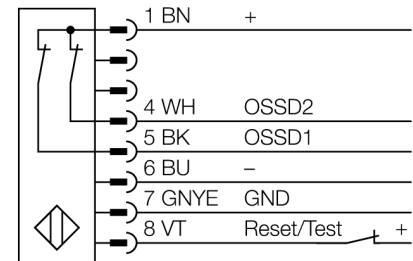 1 BN +
4 WH OSSD2
5 BK OSSD1
6 BU –
7 GNYE GND
8 VT Reset/Test +